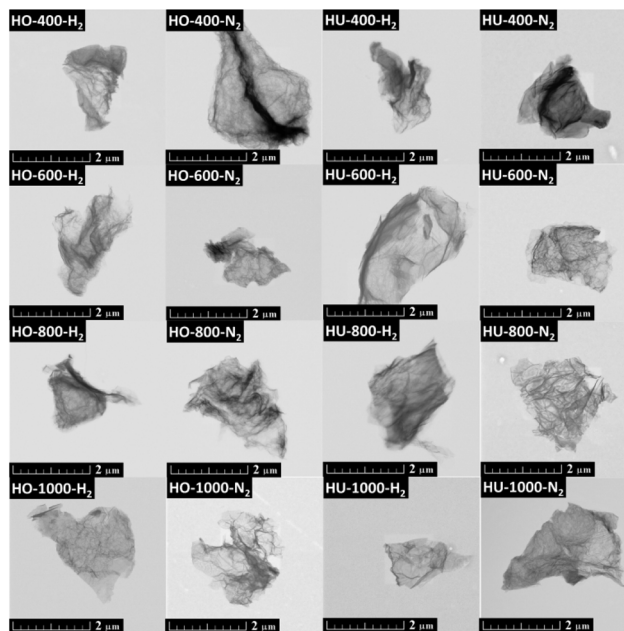 HO-400-H₂
HO-400-N₂
HU-400-H₂
HU-400-N₂
2 μm
2 μm
2 μm
2 μm
HO-600-H₂
HO-600-N₂
HU-600-H₂
HU-600-N₂
2 μm
2 μm
2 μm
2 μm
HO-800-H₂
HO-800-N₂
HU-800-H₂
HU-800-N₂
2 μm
2 μm
2 μm
2 μm
HO-1000-H₂
HO-1000-N₂
HU-1000-H₂
HU-1000-N₂
2 μm
2 μm
2 μm
2 μm